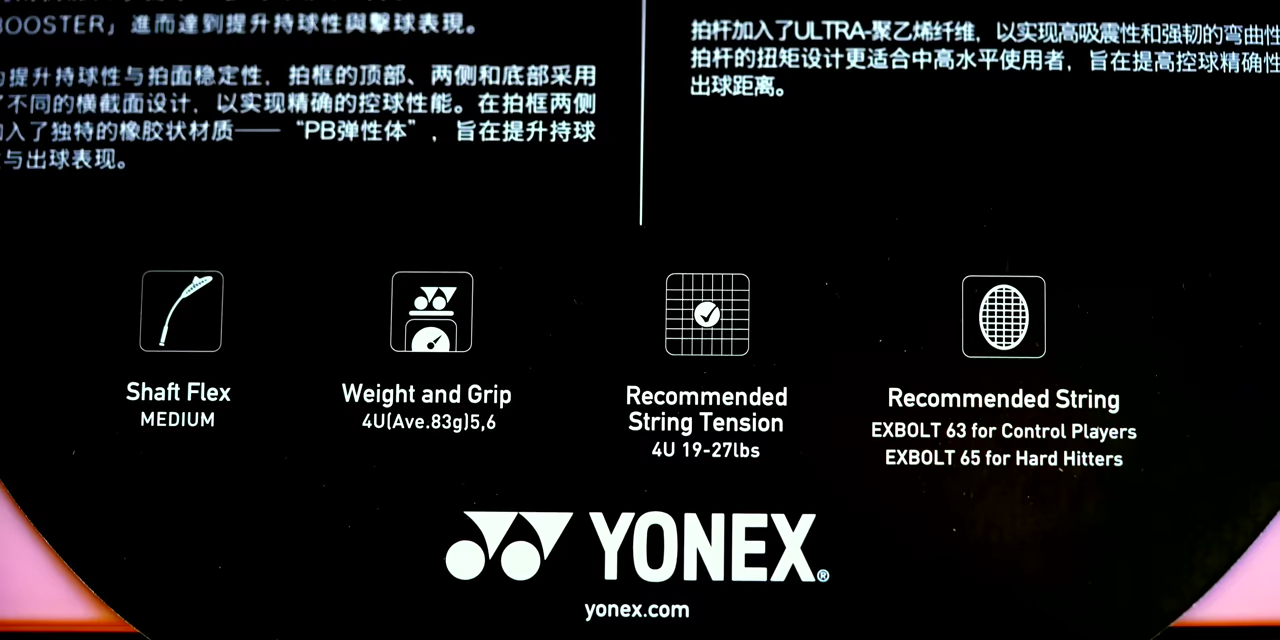 BOOSTER」進而達到提升持球性與擊球表現。
提升持球性与拍面稳定性，拍框的顶部、两侧和底部采用
了不同的横截面设计，以实现精确的控球性能。在拍框两侧
加入了独特的橡胶状材质——“PB弹性体”，旨在提升持球
与出球表现。
拍杆加入了ULTRA-聚乙烯纤维，以实现高吸震性和强韧的弯曲性
拍杆的扭矩设计更适合中高水平使用者，旨在提高控球精确性
出球距离。
Shaft Flex
MEDIUM
Weight and Grip
4U(Ave.83g)5,6
Recommended
String Tension
4U 19-27lbs
Recommended String
EXBOLT 63 for Control Players
EXBOLT 65 for Hard Hitters
YONEX®
yonex.com